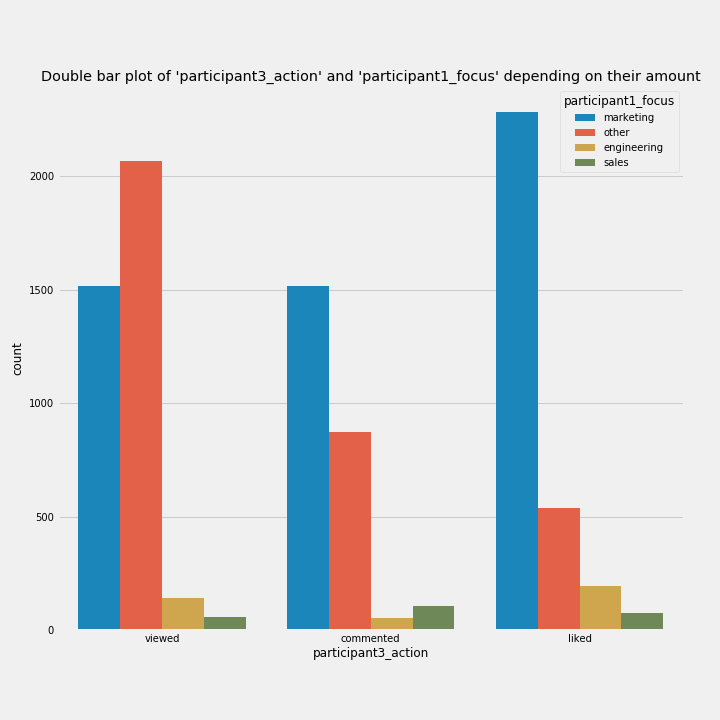 Double bar plot of 'participant3_action' and 'participant1_focus' depending on their amount
participant1_focus
marketing
other
engineering
sales
2000
1500
1000
500
0
count
viewed
commented
liked
participant3_action